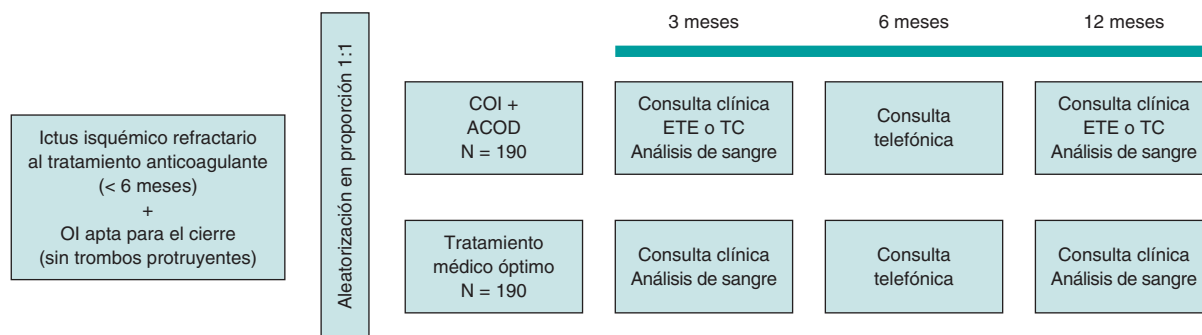 3 meses
6 meses
12 meses
Ictus isquémico refractario
al tratamiento anticoagulante
(< 6 meses)
+
OI apta para el cierre
(sin trombos protruyentes)
Aleatorización en proporción 1:1
COI +
ACOD
N = 190
Consulta clínica
ETE o TC
Análisis de sangre
Consulta
telefónica
Consulta clínica
ETE o TC
Análisis de sangre
Tratamiento
médico óptimo
N = 190
Consulta clínica
Análisis de sangre
Consulta
telefónica
Consulta clínica
Análisis de sangre